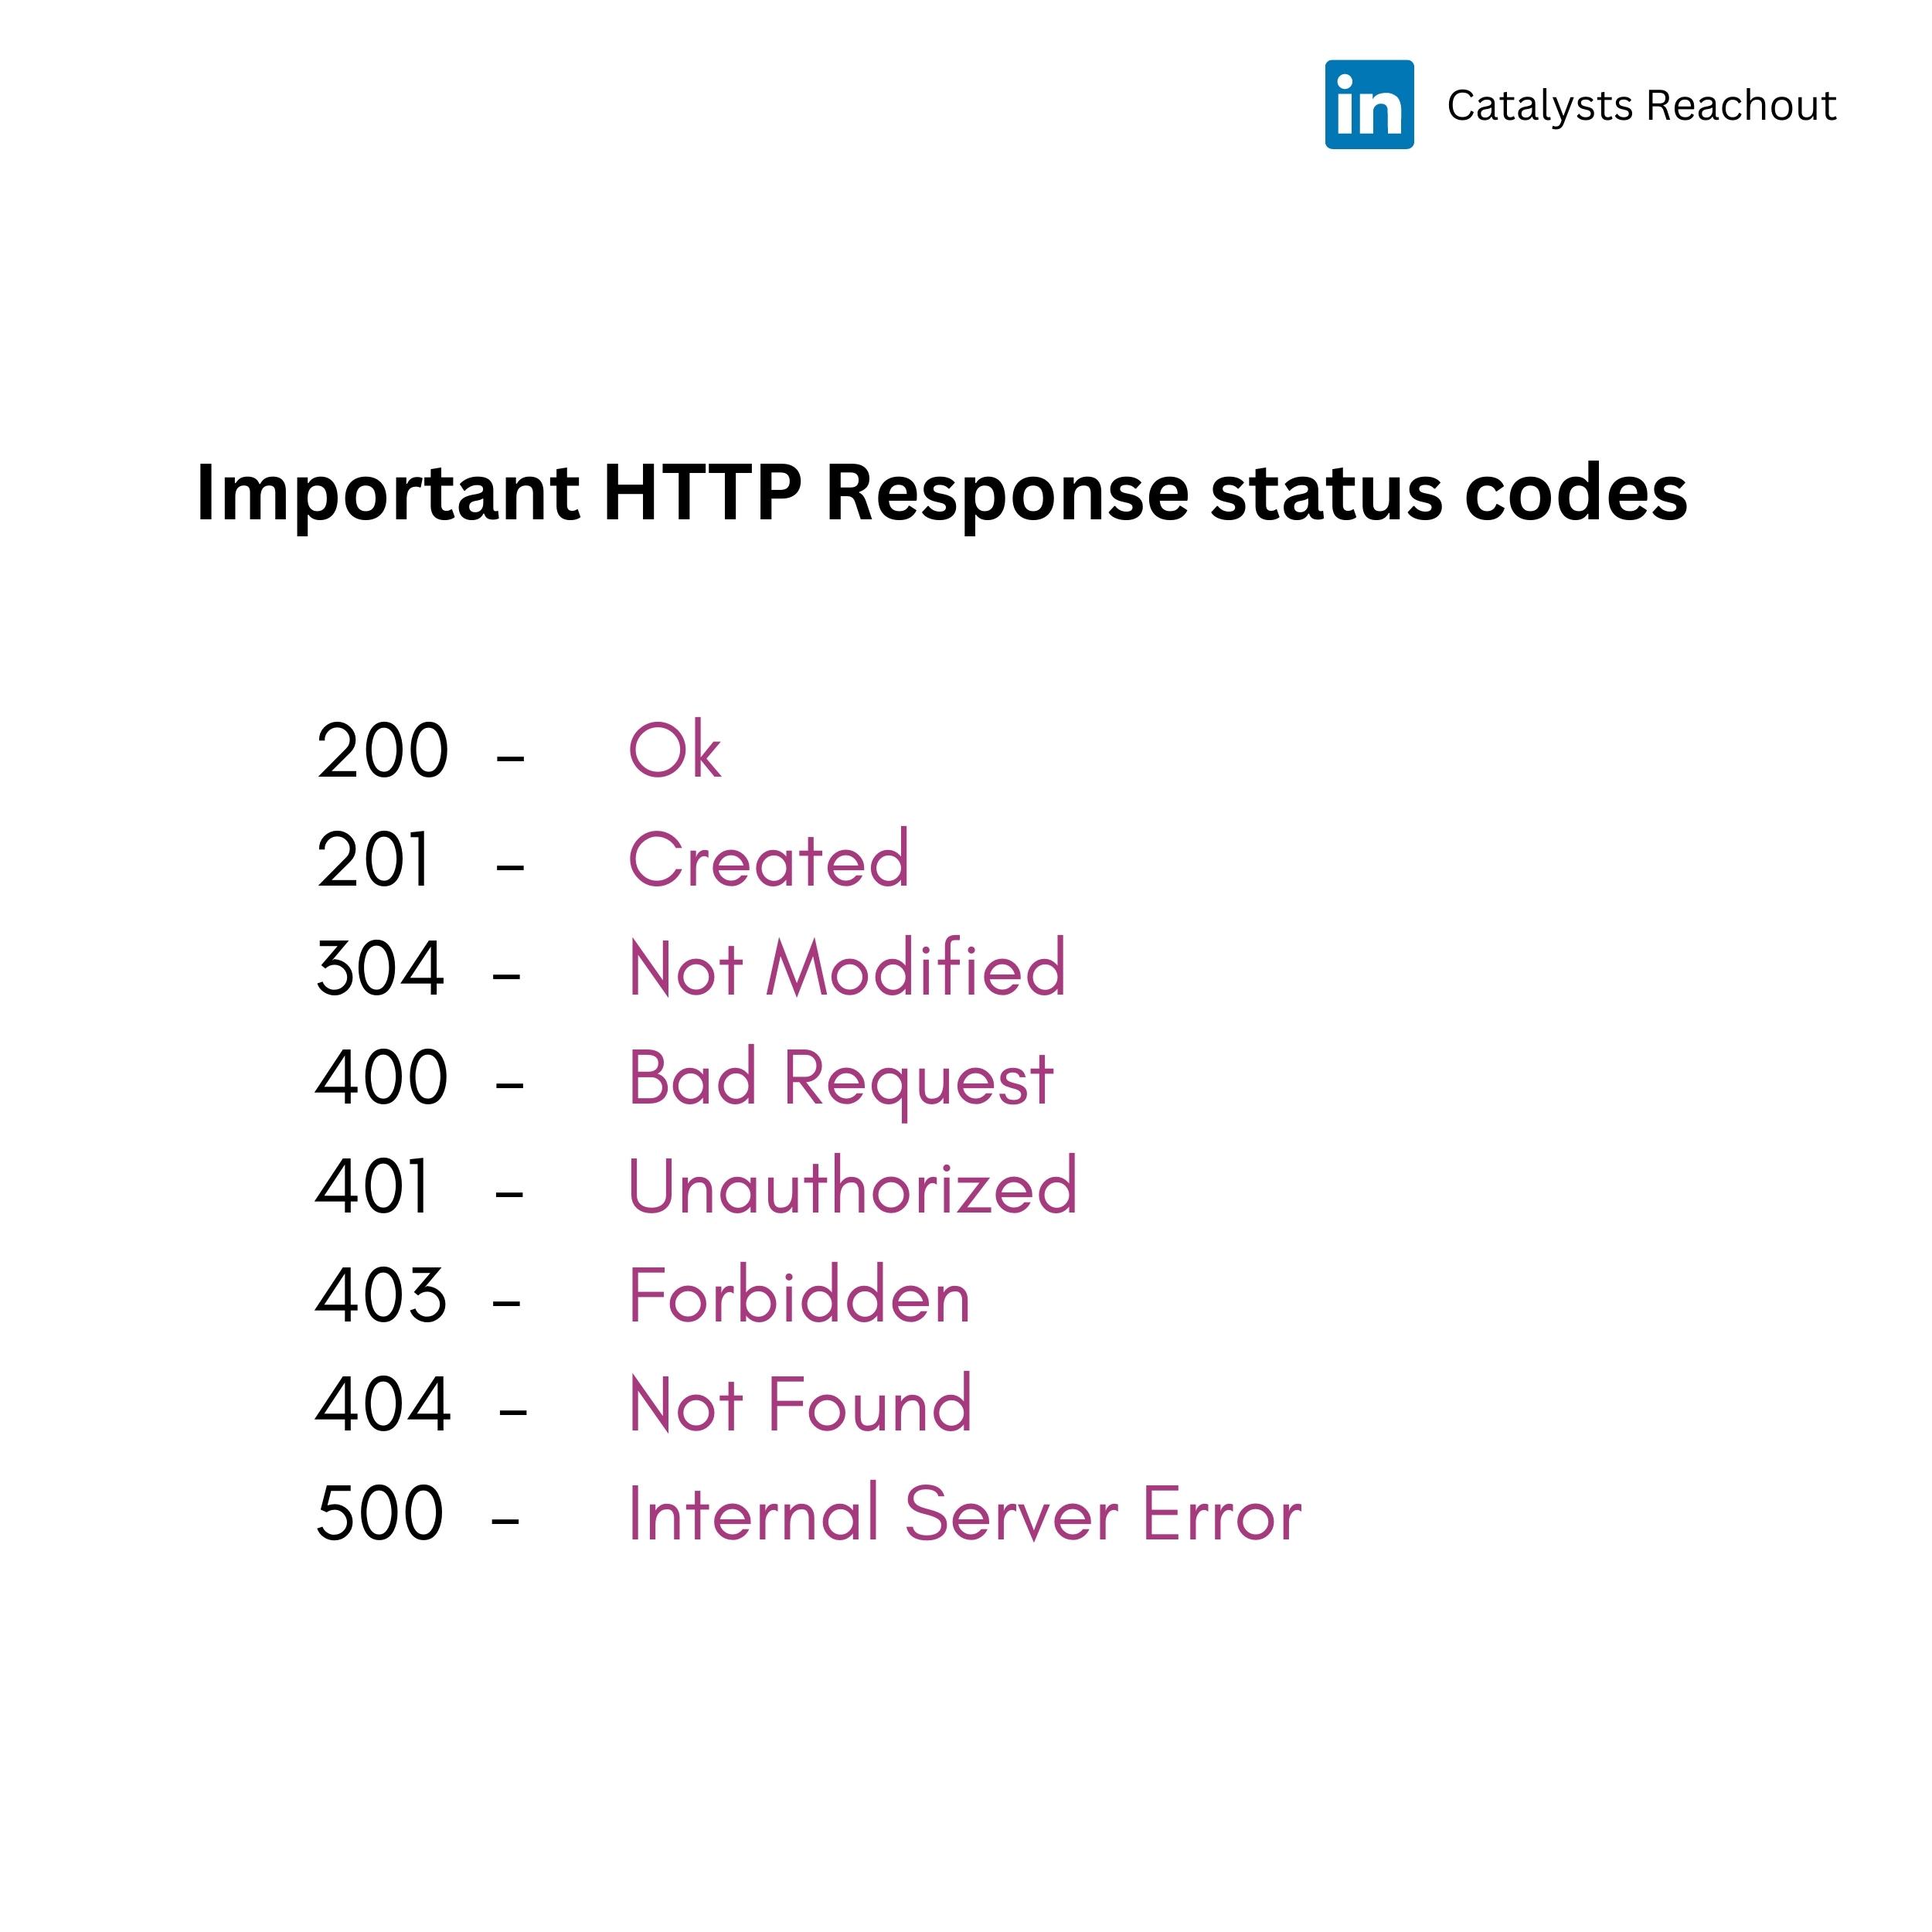 in Catalysts Reachout
Important HTTP Response status codes
200 – Ok
201 – Created
304 – Not Modified
400 – Bad Request
401 – Unauthorized
403 – Forbidden
404 – Not Found
500 – Internal Server Error